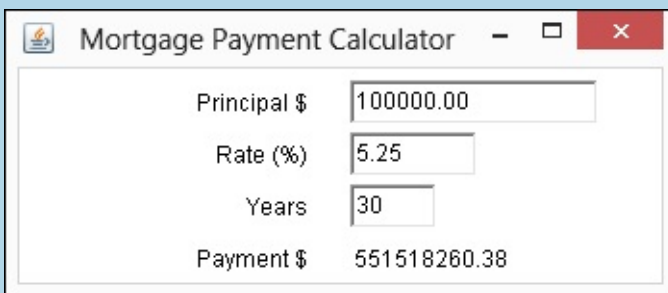 Mortgage Payment Calculator
Principal $ 100000.00
Rate (%) 5.25
Years 30
Payment $ 551518260.38